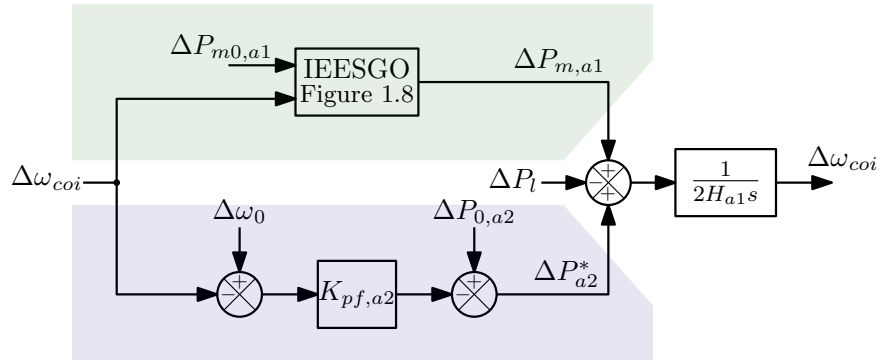 ΔP_{m0,a1}
IEESGO
Figure 1.8
ΔP_{m,a1}
Δω_{coi}
ΔP_l
+
− +
+
1
2H_{a1}s
Δω_{coi}
Δω_0
ΔP_{0,a2}
+
−
K_{pf,a2}
+
−
ΔP^*_{a2}